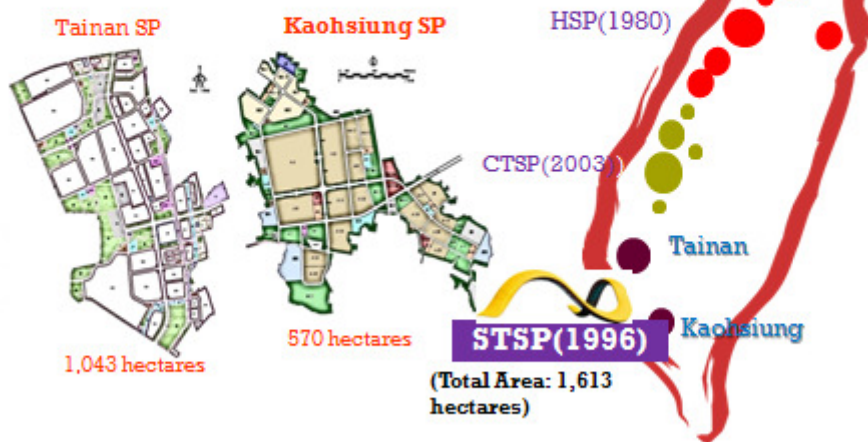 Tainan SP
Kaohsiung SP
HSP(1980)
CTSP(2003))
Tainan
Kaohsiung
STSP(1996)
570 hectares
1,043 hectares
(Total Area: 1,613
hectares)